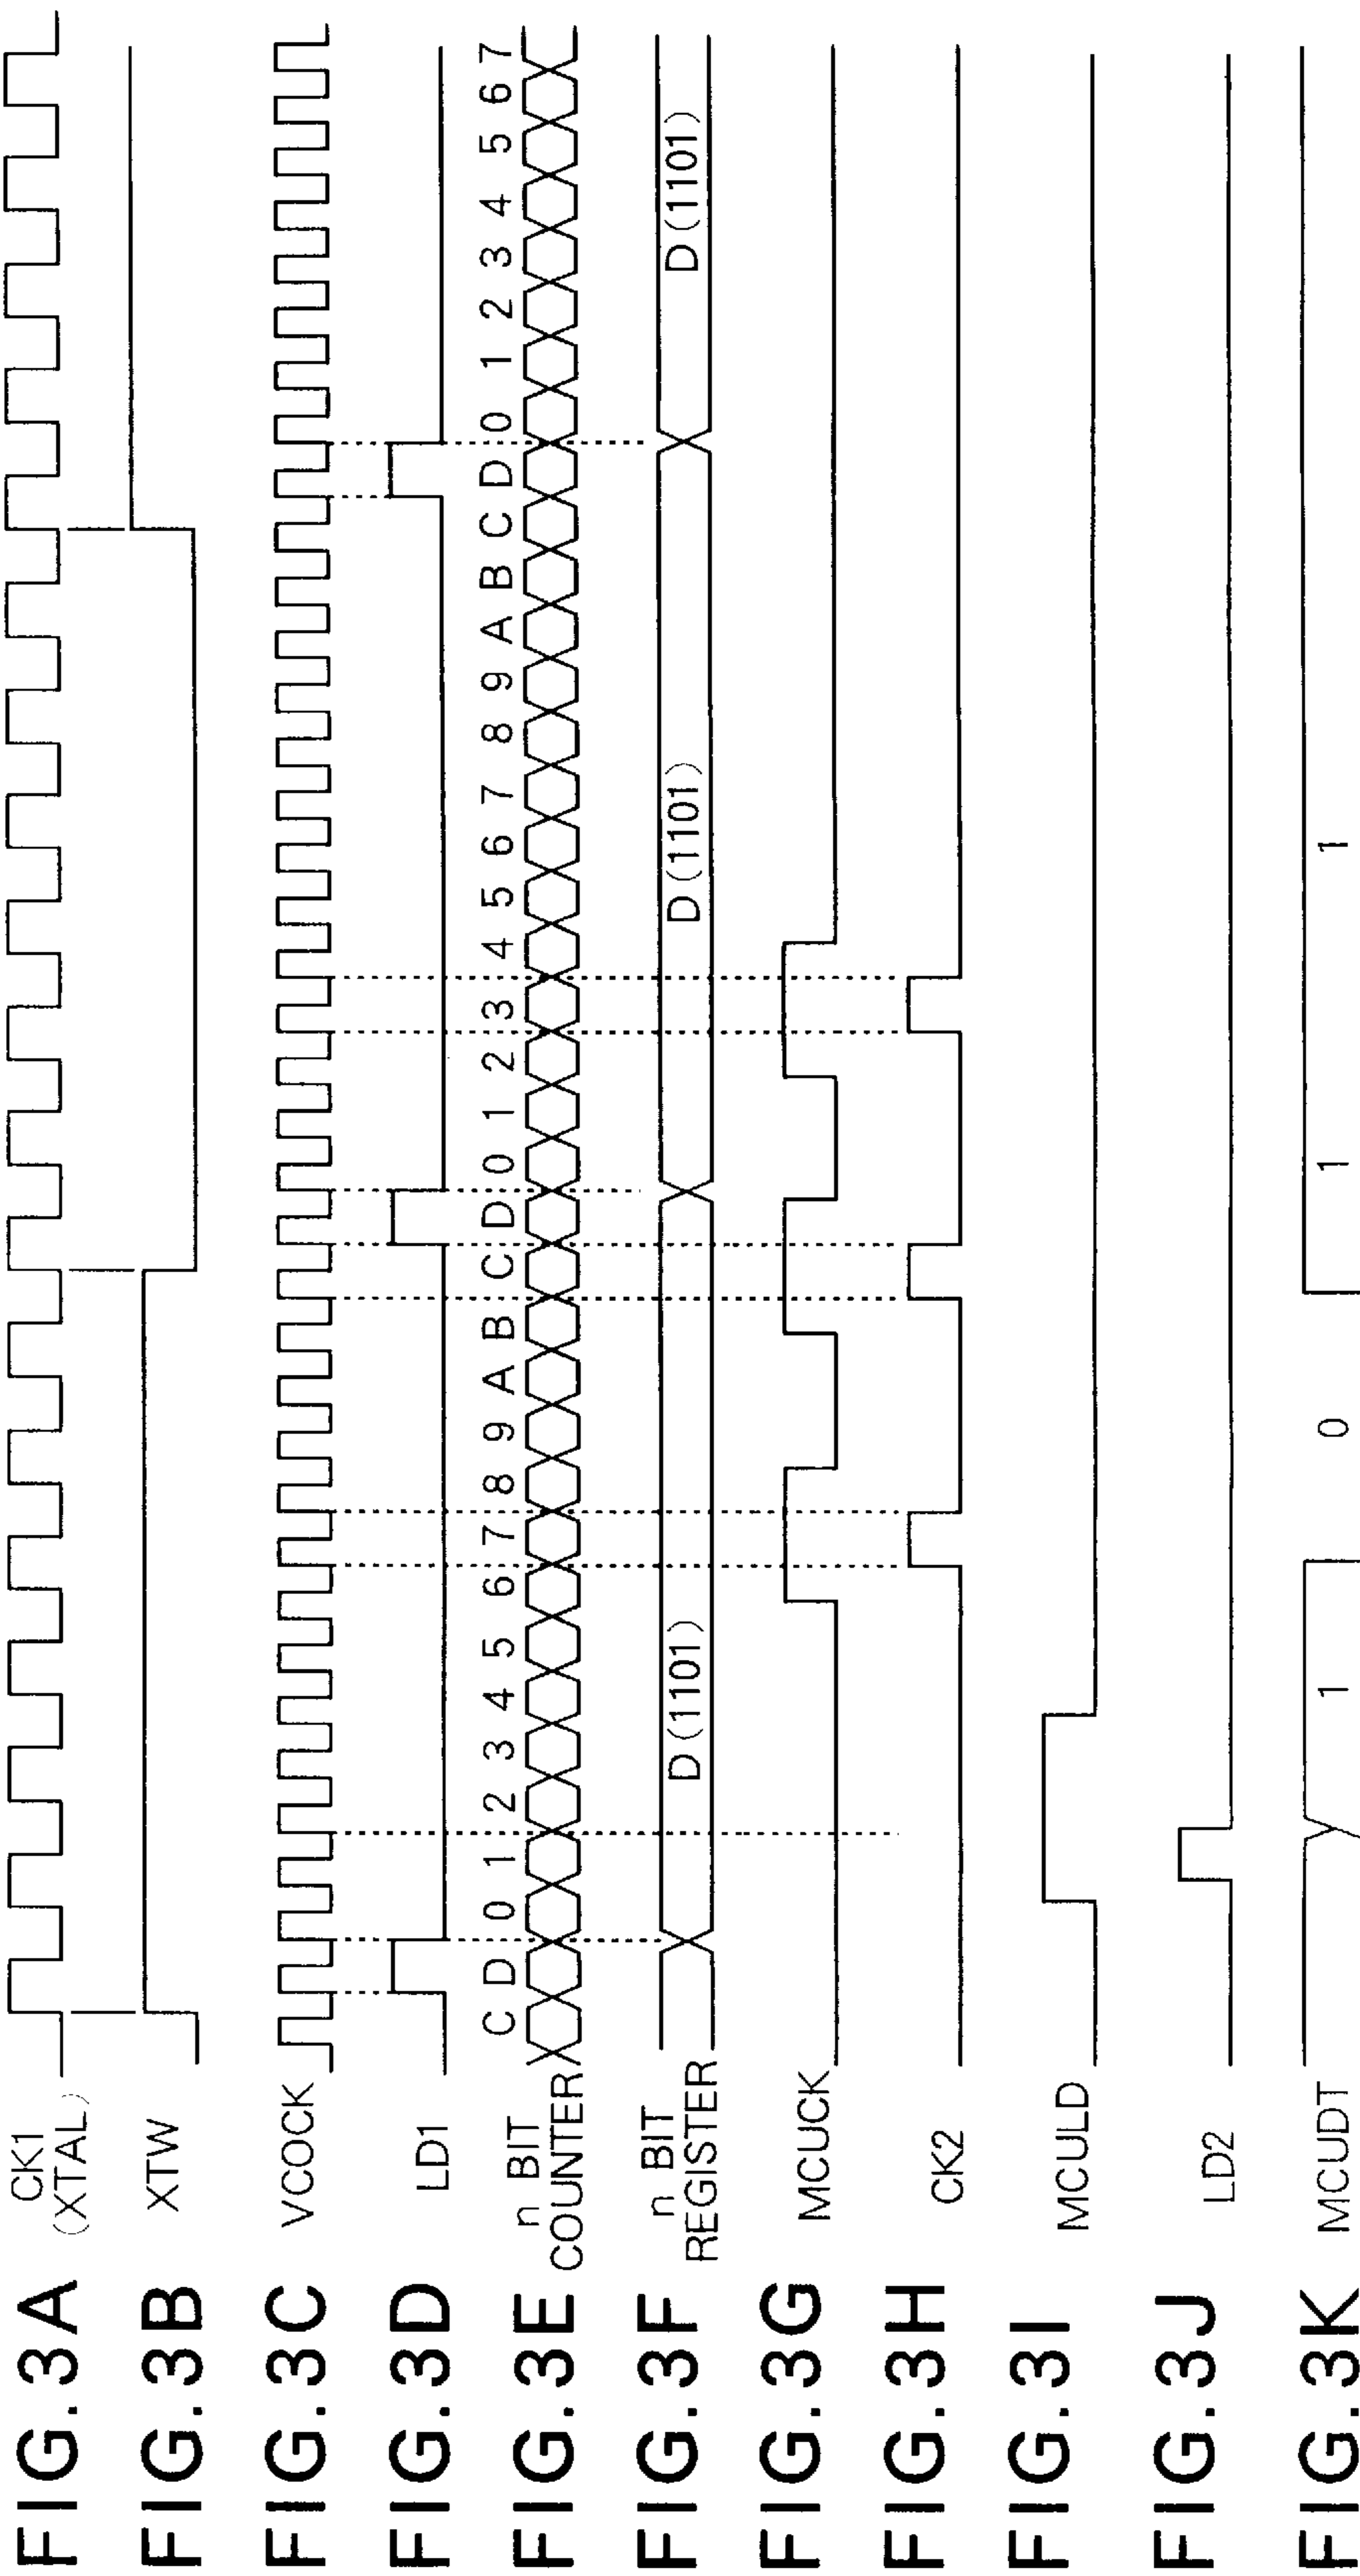 FIG.3A CK1
(XTAL)
FIG.3B XTW
FIG.3C VCOCK
FIG.3D LD1
FIG.3E n BIT
COUNTER
C D 0 1 2 3 4 5 6 7 8 9 A B C D 0 1 2 3 4 5 6 7 8 9 A B C D 0 1 2 3 4 5 6 7
FIG.3F n BIT
REGISTER
D(1101) D(1101) D(1101)
FIG.3G MCUCK
FIG.3H CK2
FIG.3I MCULD
FIG.3J LD2
FIG.3K MCUDT
1 0 1 1